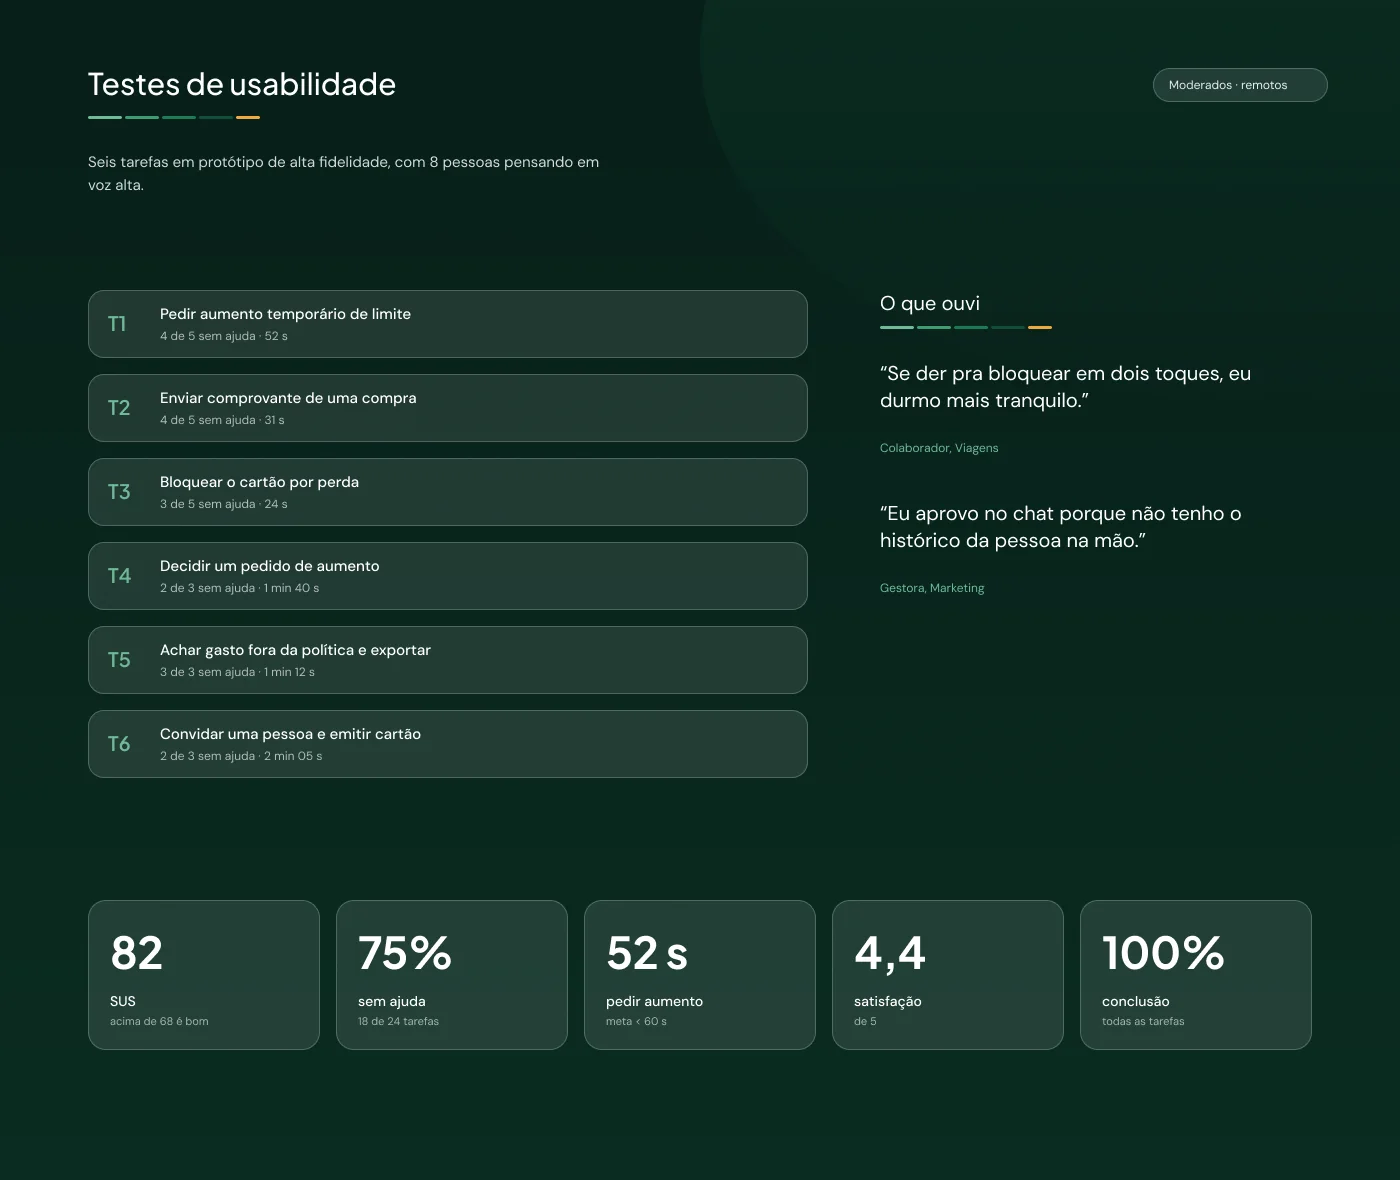 Testes de usabilidade
Moderados · remotos
Seis tarefas em protótipo de alta fidelidade, com 8 pessoas pensando em
voz alta.
T1
Pedir aumento temporário de limite
4 de 5 sem ajuda · 52 s
T2
Enviar comprovante de uma compra
4 de 5 sem ajuda · 31 s
T3
Bloquear o cartão por perda
3 de 5 sem ajuda · 24 s
T4
Decidir um pedido de aumento
2 de 3 sem ajuda · 1 min 40 s
T5
Achar gasto fora da política e exportar
3 de 3 sem ajuda · 1 min 12 s
T6
Convidar uma pessoa e emitir cartão
2 de 3 sem ajuda · 2 min 05 s
O que ouvi
“Se der pra bloquear em dois toques, eu
durmo mais tranquilo.”
Colaborador, Viagens
“Eu aprovo no chat porque não tenho o
histórico da pessoa na mão.”
Gestora, Marketing
82
SUS
acima de 68 é bom
75%
sem ajuda
18 de 24 tarefas
52 s
pedir aumento
meta < 60 s
4,4
satisfação
de 5
100%
conclusão
todas as tarefas